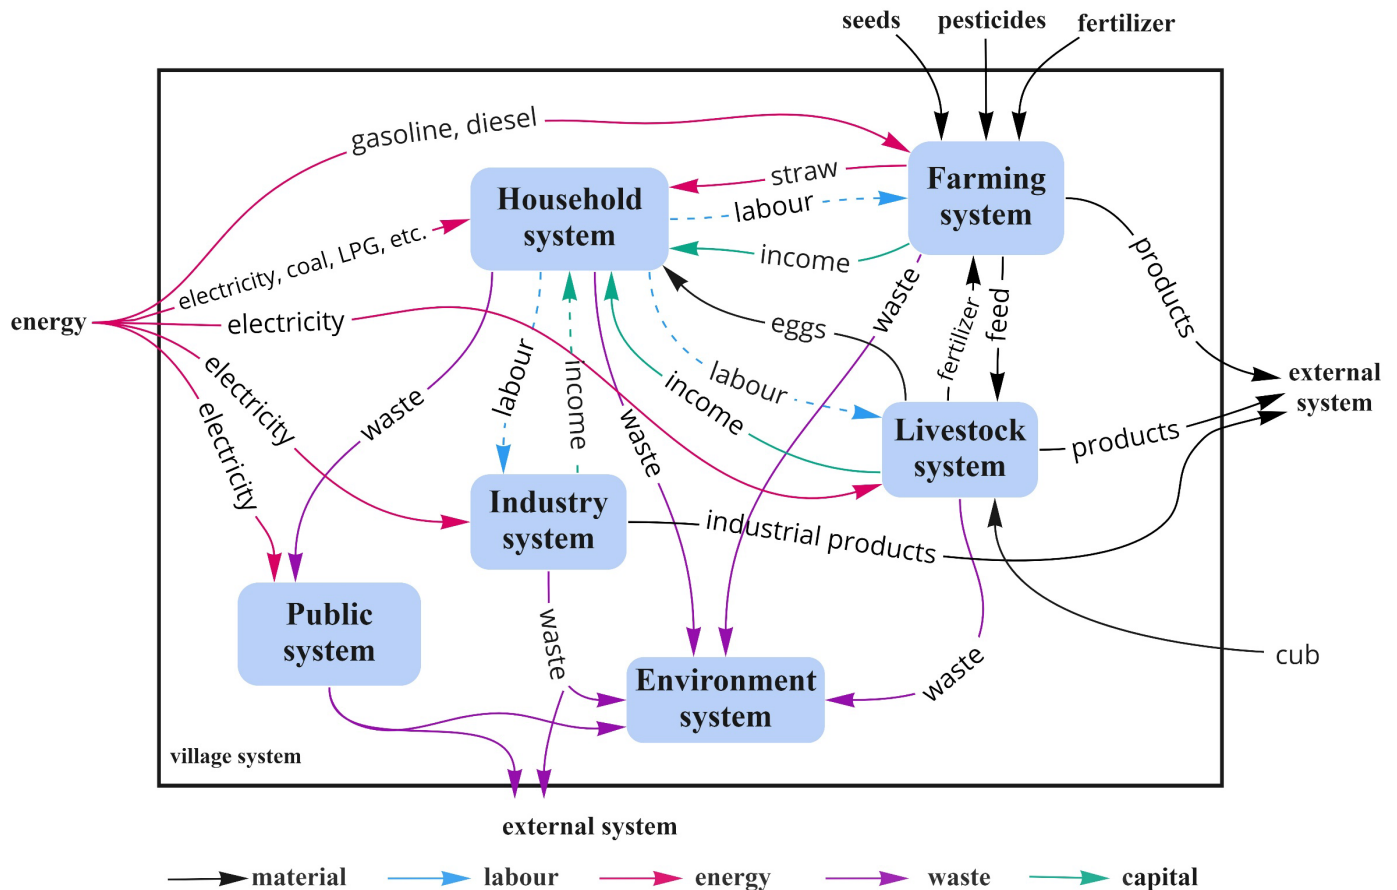 seeds
pesticides
fertilizer
gasoline, diesel
straw
Farming
system
Household
system
labour
electricity, coal, LPG, etc.
income
products
waste
energy
electricity
eggs
fertilizer
feed
external
system
electricity
labour
income
labour
income
waste
electricity
waste
Livestock
system
products
Industry
system
industrial products
Public
system
waste
waste
cub
Environment
system
village system
external system
material
labour
energy
waste
capital